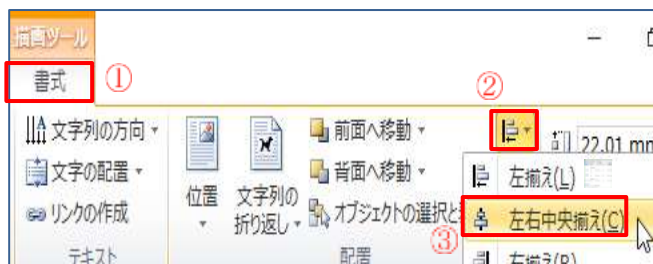 描画ツール
書式
①
②
文字列の方向
文字の配置
リンクの作成
テキスト
位置
文字列の
折り返し
前面へ移動
背面へ移動
オブジェクトの選択と
配置
22.01 mm
左揃え(L)
③
左右中央揃え(C)
右揃え(R)